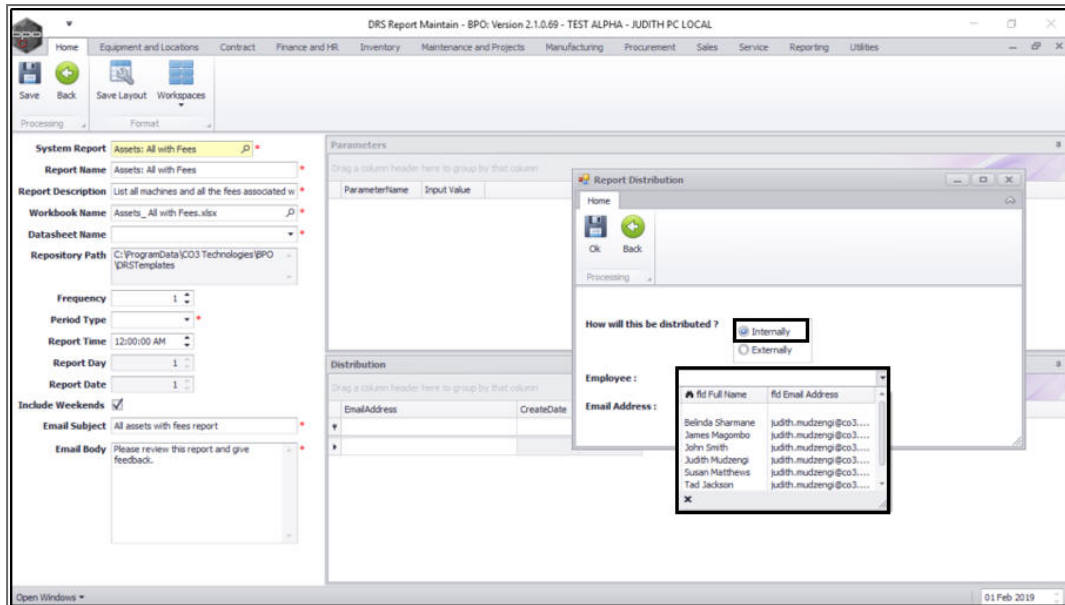 DRS Report Maintain - BPO: Version 2.1.0.69 - TEST ALPHA - JUDITH PC LOCAL
bpo
Home Equipment and Locations Contract Finance and HR Inventory Maintenance and Projects Manufacturing Procurement Sales Service Reporting Utilities
Save Back Save Layout Workspaces
Processing Format
System Report Assets: All with Fees *
Report Name Assets: All with Fees *
Report Description List all machines and all the fees associated w *
Workbook Name Assets_ All with Fees.xlsx *
Datasheet Name *
Repository Path C:\ProgramData\CO3 Technologies\BPO
\DRSTemplates
Frequency 1
Period Type *
Report Time 12:00:00 AM
Report Day 1
Report Date 1
Include Weekends
Email Subject All assets with fees report *
Email Body Please review this report and give *
feedback.
Parameters
Drag a column header here to group by that column
ParameterName Input Value
Distribution
Drag a column header here to group by that column
EmailAddress CreateDate
Report Distribution
Home
Ok Back
Processing
How will this be distributed ?
Internally
Externally
Employee :
Email Address :
fld Full Name fld Email Address
Belinda Sharmane judith.mudzengi@co3....
James Magombo judith.mudzengi@co3....
John Smith judith.mudzengi@co3....
Judith Mudzengi judith.mudzengi@co3....
Susan Matthews judith.mudzengi@co3....
Tad Jackson judith.mudzengi@co3....
Open Windows
01 Feb 2019